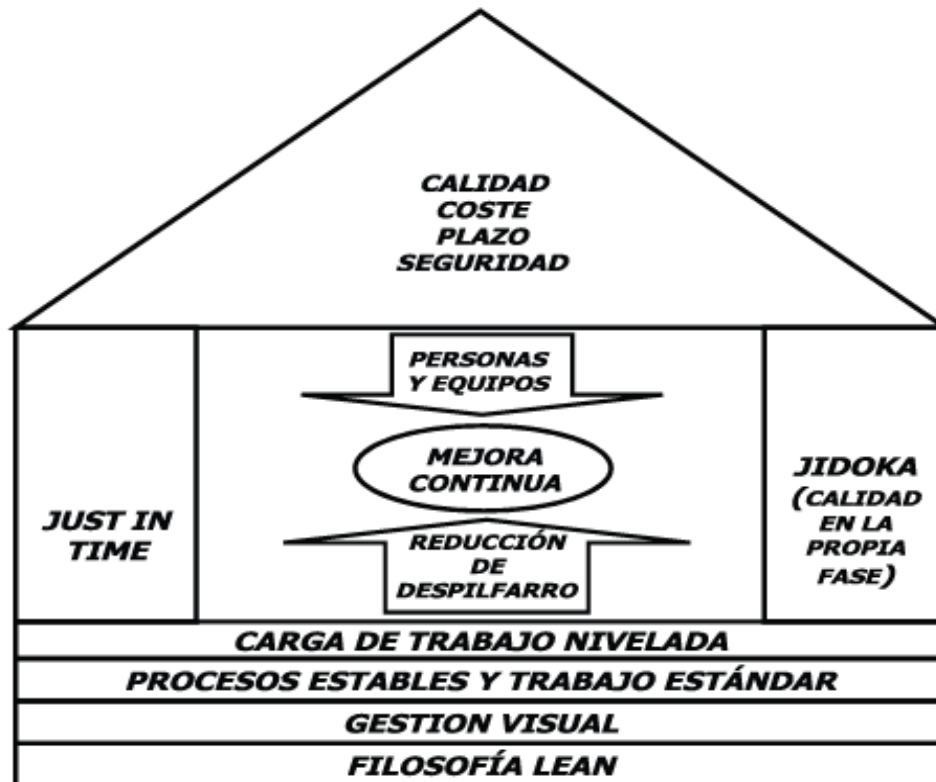 CALIDAD
COSTE
PLAZO
SEGURIDAD
PERSONAS
Y EQUIPOS
MEJORA
CONTINUA
REDUCCIÓN
DE
DESPILFARRO
JUST IN
TIME
JIDOKA
(CALIDAD
EN LA
PROPIA
FASE)
CARGA DE TRABAJO NIVELADA
PROCESOS ESTABLES Y TRABAJO ESTÁNDAR
GESTION VISUAL
FILOSOFÍA LEAN